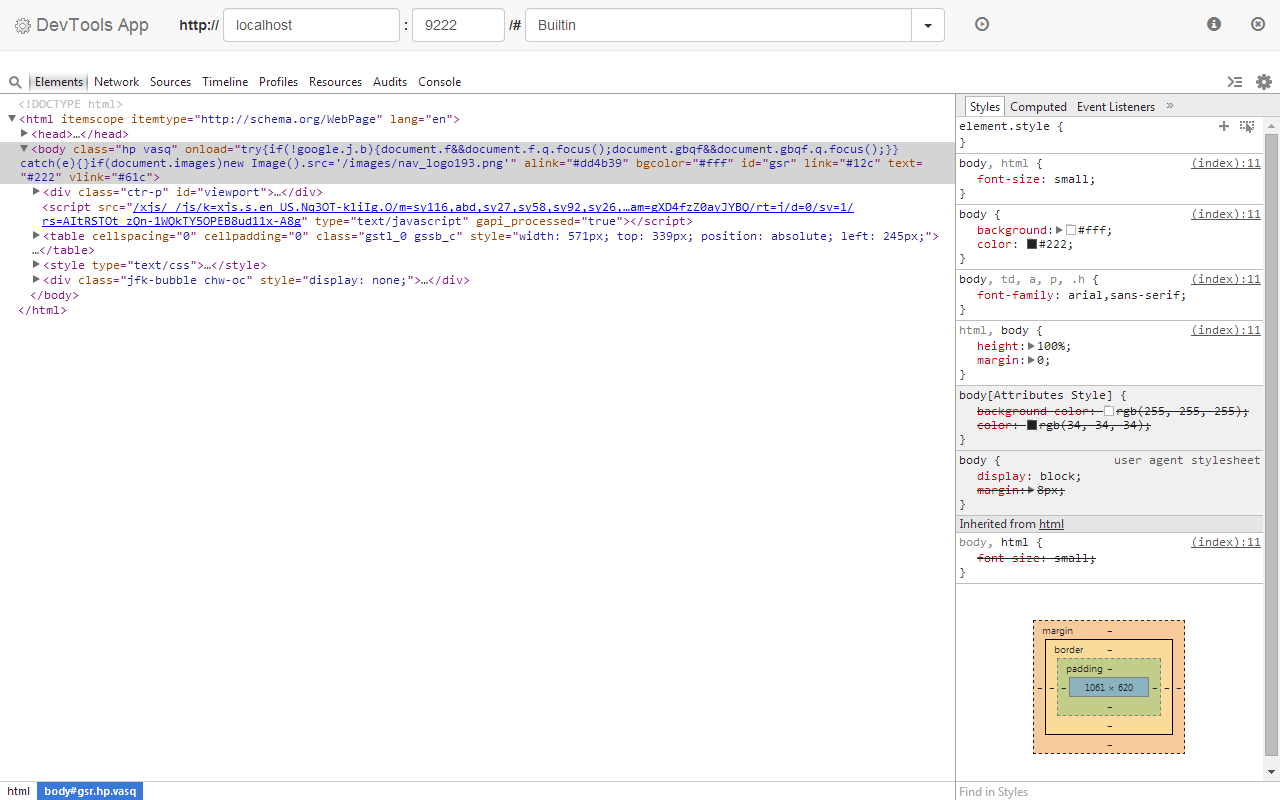 DevTools App http:// localhost : 9222 /# Builtin
Elements Network Sources Timeline Profiles Resources Audits Console
<!DOCTYPE html>
<html itemscope itemtype="http://schema.org/WebPage" lang="en">
<head>…</head>
<body class="hp vasq" onload="try{if(!google.j.b){document.f&&document.f.q.focus();document.gbqf&&document.gbqf.q.focus();}}
catch(e){}if(document.images)new Image().src='/images/nav_logo193.png'" alink="#dd4b39" bgcolor="#fff" id="gsr" link="#12c" text=
"#222" vlink="#61c">
<div class="ctr-p" id="viewport">…</div>
<script src="/xjs/_/js/k=xjs.s.en_US.Nq3OT-kliIg.O/m=sy116,abd,sy27,sy58,sy92,sy26,…am=gXD4fzZ0ayJYBQ/rt=j/d=0/sv=1/
rs=AItRSTOt_zQn-1WQkTY5OPEB8ud11x-A8g" type="text/javascript" gapi_processed="true"></script>
<table cellspacing="0" cellpadding="0" class="gstl_0 gssb_c" style="width: 571px; top: 339px; position: absolute; left: 245px;">
…</table>
<style type="text/css">…</style>
<div class="jfk-bubble chw-oc" style="display: none;">…</div>
</body>
</html>
html body#gsr.hp.vasq
Styles Computed Event Listeners »
element.style {
}
body, html { (index):11
font-size: small;
}
body { (index):11
background: #fff;
color: #222;
}
body, td, a, p, .h { (index):11
font-family: arial,sans-serif;
}
html, body { (index):11
height: 100%;
margin: 0;
}
body[Attributes Style] {
background-color: rgb(255, 255, 255);
color: rgb(34, 34, 34);
}
body { user agent stylesheet
display: block;
margin: 8px;
}
Inherited from html
body, html { (index):11
font-size: small;
}
margin –
border –
padding –
– – – 1061 × 620 – – –
–
–
–
Find in Styles